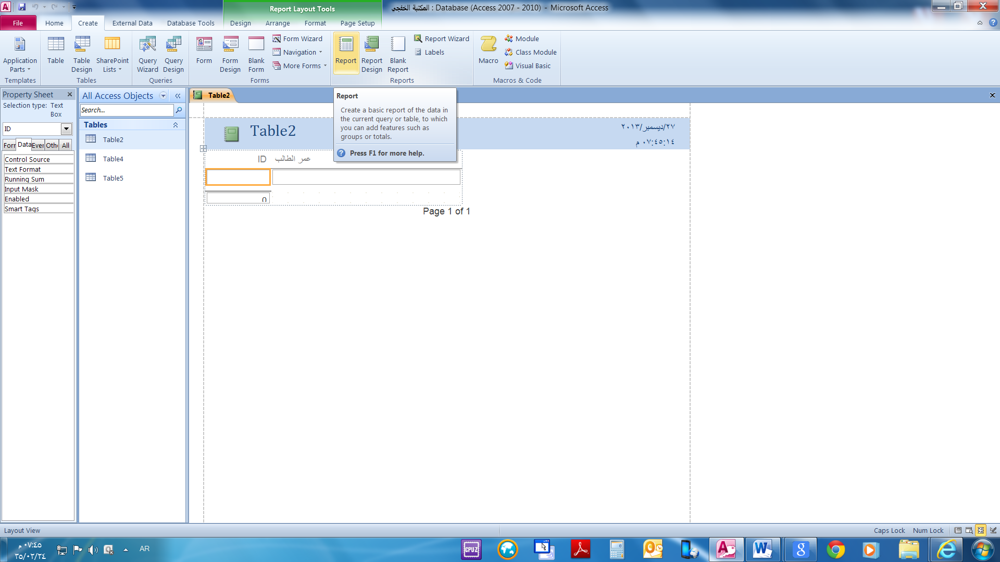 Report Layout Tools
المكتبة الخفجي : Database (Access 2007 - 2010) - Microsoft Access
File
Home
Create
External Data
Database Tools
Design
Arrange
Format
Page Setup
Application Parts
Table
Table Design
SharePoint Lists
Query Wizard
Query Design
Form
Form Design
Blank Form
Form Wizard
Navigation
More Forms
Report
Report Design
Blank Report
Report Wizard
Labels
Macro
Module
Class Module
Visual Basic
Templates
Tables
Queries
Forms
Reports
Macros & Code
Property Sheet
Selection type: Text
Box
ID
For
Data
Ever
Oth
All
Control Source
Text Format
Running Sum
Input Mask
Enabled
Smart Tags
All Access Objects
Search...
Tables
Table2
Table4
Table5
Table2
Report
Create a basic report of the data in
the current query or table, to which
you can add features such as
groups or totals.
Press F1 for more help.
Table2
٢٧/ديسمبر/٢٠١٣
٠٧:٤٥:١٤ م
ID
عمر الطالب
0
Page 1 of 1
Layout View
Caps Lock
Num Lock
٠٧:٤٥ م
٣٥/٠٢/٢٤
AR
CPU-Z